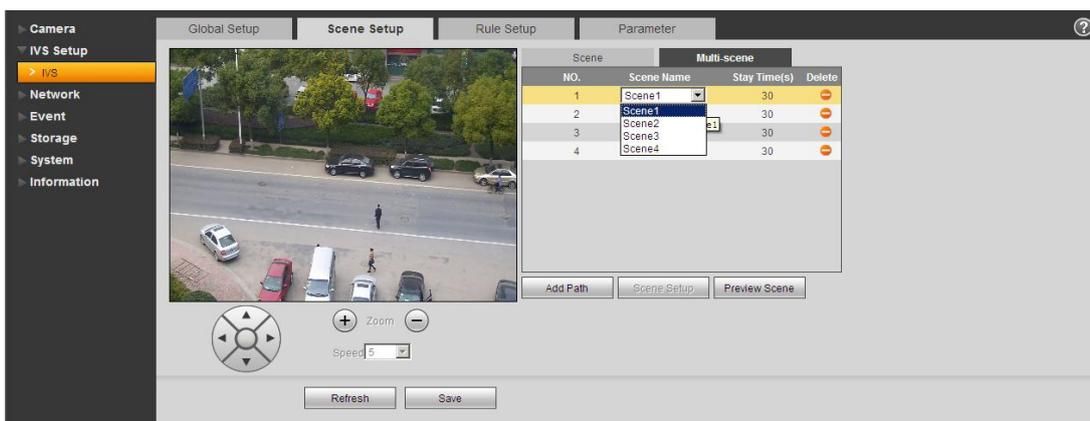 Camera
IVS Setup
> IVS
Network
Event
Storage
System
Information
Global Setup
Scene Setup
Rule Setup
Parameter
?
Scene
Multi-scene
NO. Scene Name Stay Time(s) Delete
1 Scene1 30
2 30
3 30
4 30
Scene1
Scene2
Scene3
Scene4
e1
Add Path
Scene Setup
Preview Scene
Zoom
Speed 5
Refresh
Save